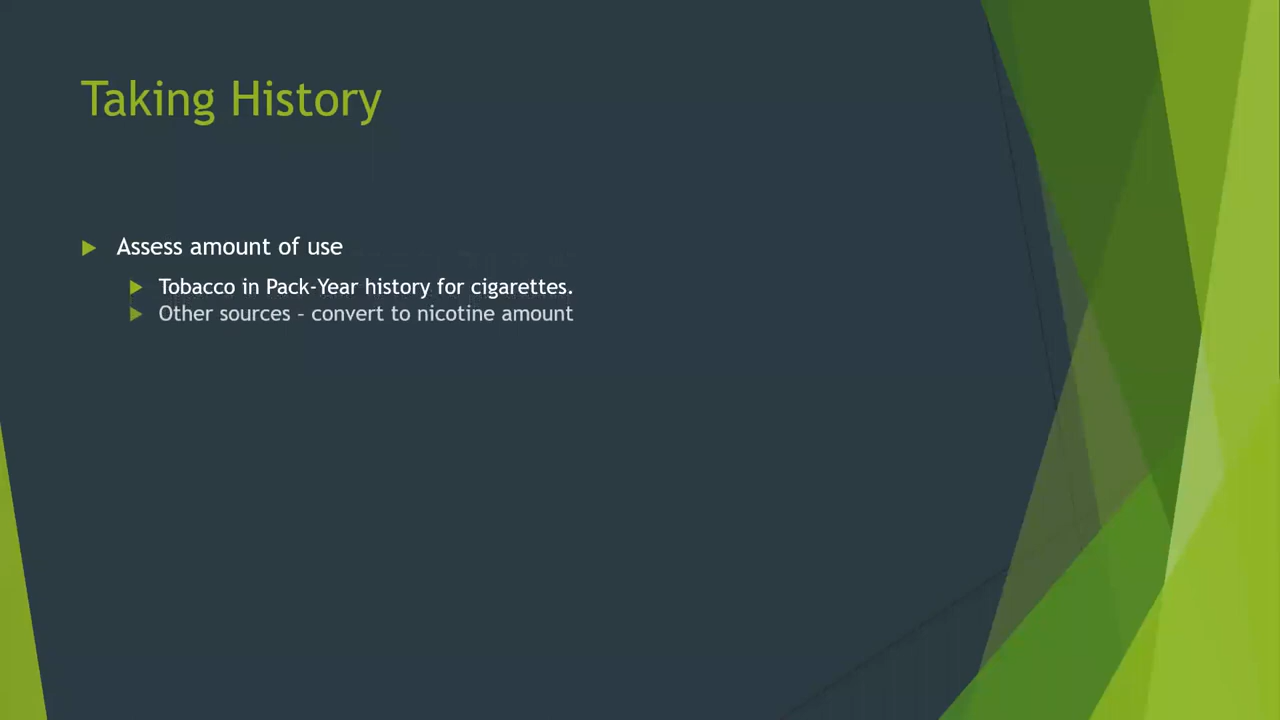 Taking History
Assess amount of use
Tobacco in Pack-Year history for cigarettes.
Other sources – convert to nicotine amount